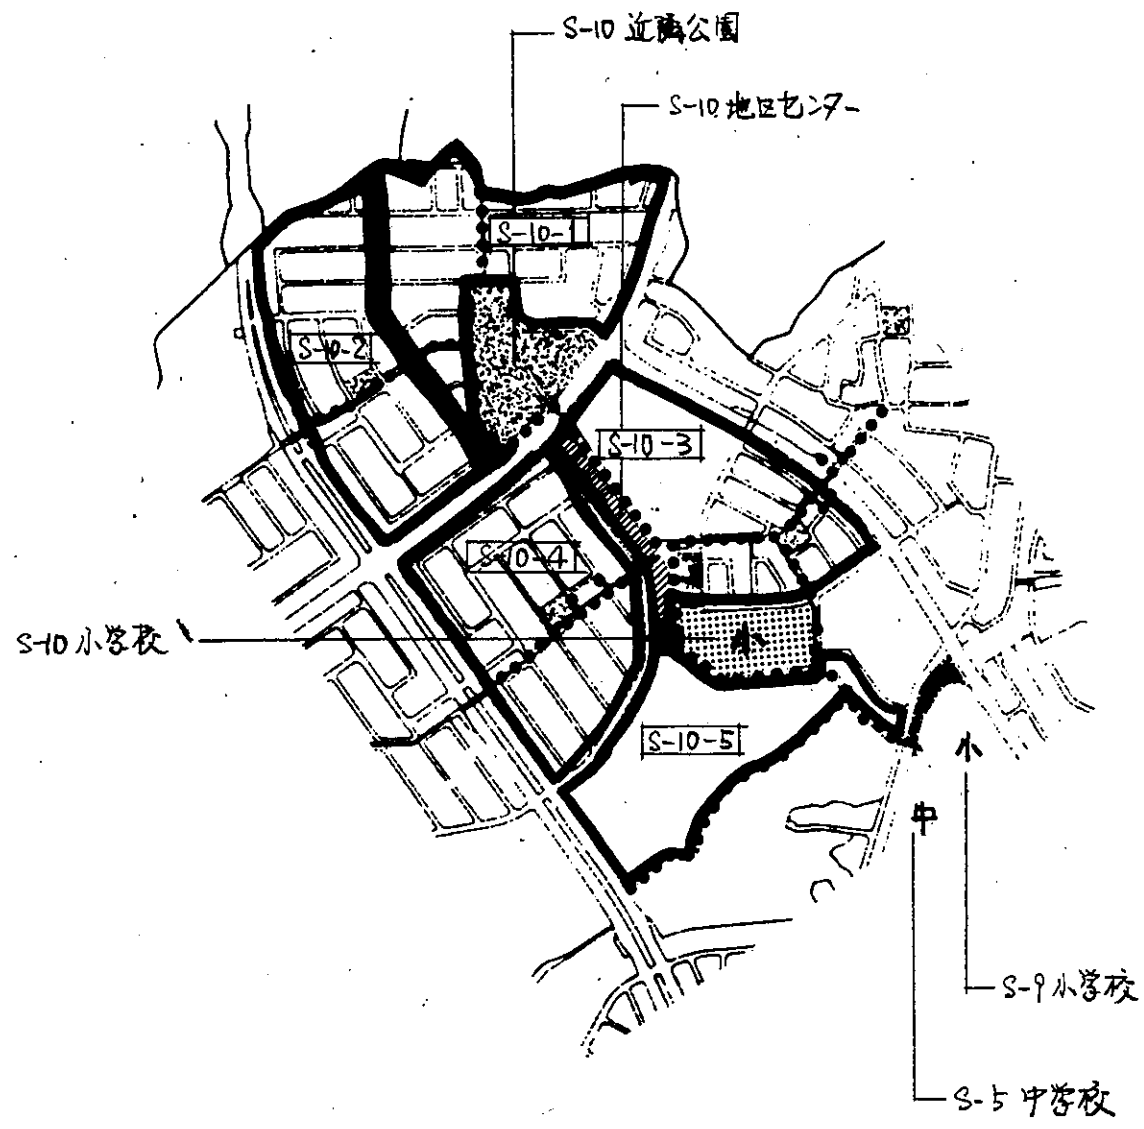 S-10 近隣公園
S-10 地区センター
S-10-1
S-10-2
S-10-3
S-10-4
S-10 小学校
小
S-10-5
小
中
S-9 小学校
S-5 中学校